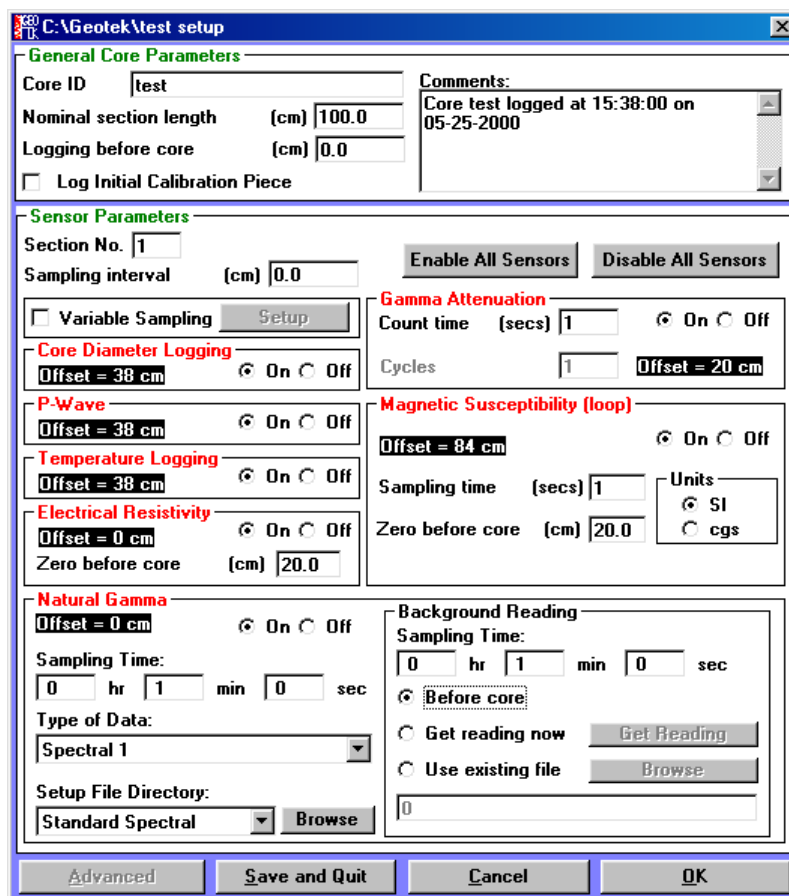 C:\Geotek\test setup
General Core Parameters
Core ID test
Nominal section length (cm) 100.0
Logging before core (cm) 0.0
Log Initial Calibration Piece
Comments:
Core test logged at 15:38:00 on
05-25-2000
Sensor Parameters
Section No. 1
Sampling interval (cm) 0.0
Enable All Sensors Disable All Sensors
Variable Sampling Setup
Core Diameter Logging
Offset = 38 cm On Off
P-Wave
Offset = 38 cm On Off
Temperature Logging
Offset = 38 cm On Off
Electrical Resistivity
Offset = 0 cm On Off
Zero before core (cm) 20.0
Gamma Attenuation
Count time (secs) 1 On Off
Cycles 1 Offset = 20 cm
Magnetic Susceptibility (loop)
Offset = 84 cm On Off
Sampling time (secs) 1
Zero before core (cm) 20.0
Units
SI
cgs
Natural Gamma
Offset = 0 cm On Off
Sampling Time:
0 hr 1 min 0 sec
Type of Data:
Spectral 1
Setup File Directory:
Standard Spectral Browse
Background Reading
Sampling Time:
0 hr 1 min 0 sec
Before core
Get reading now Get Reading
Use existing file Browse
0
Advanced Save and Quit Cancel OK